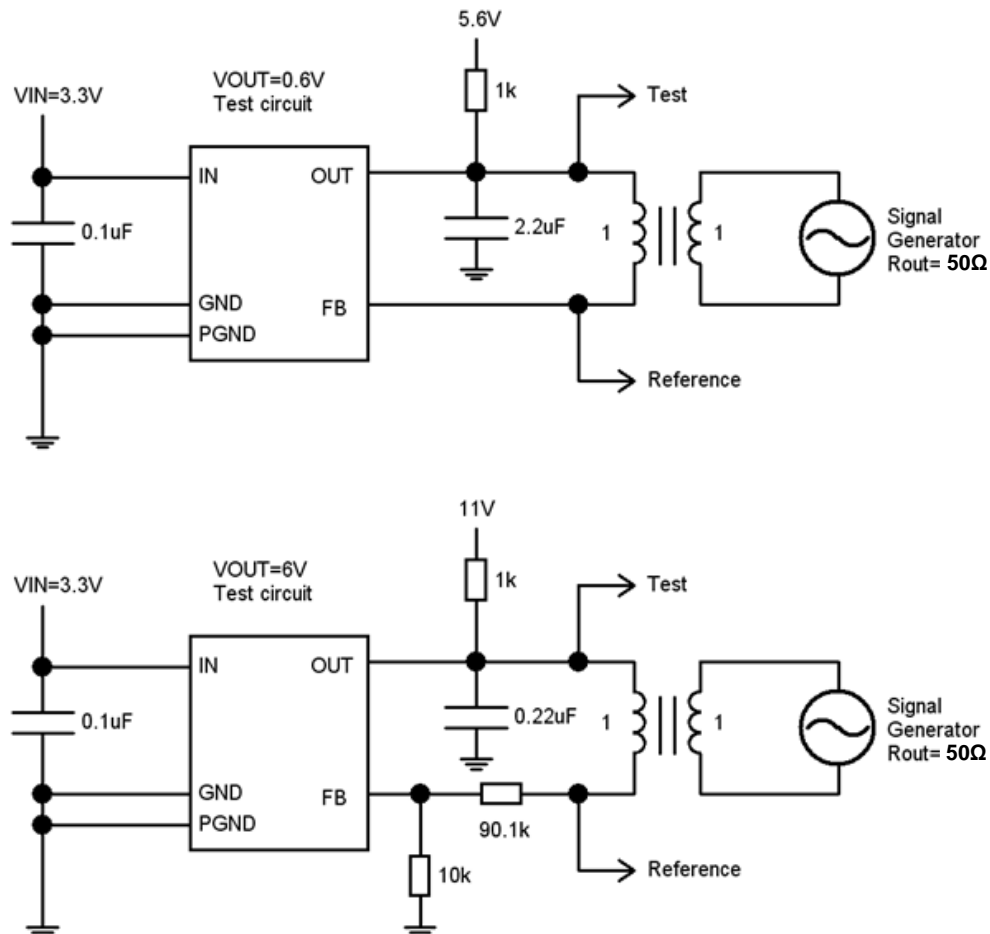 5.6V
VOUT=0.6V
Test circuit
VIN=3.3V
1k
Test
IN
OUT
0.1uF
2.2uF
1
1
Signal
Generator
Rout= 50Ω
GND
FB
PGND
Reference
11V
VOUT=6V
Test circuit
VIN=3.3V
1k
Test
IN
OUT
0.1uF
0.22uF
1
1
Signal
Generator
Rout= 50Ω
GND
FB
PGND
90.1k
10k
Reference